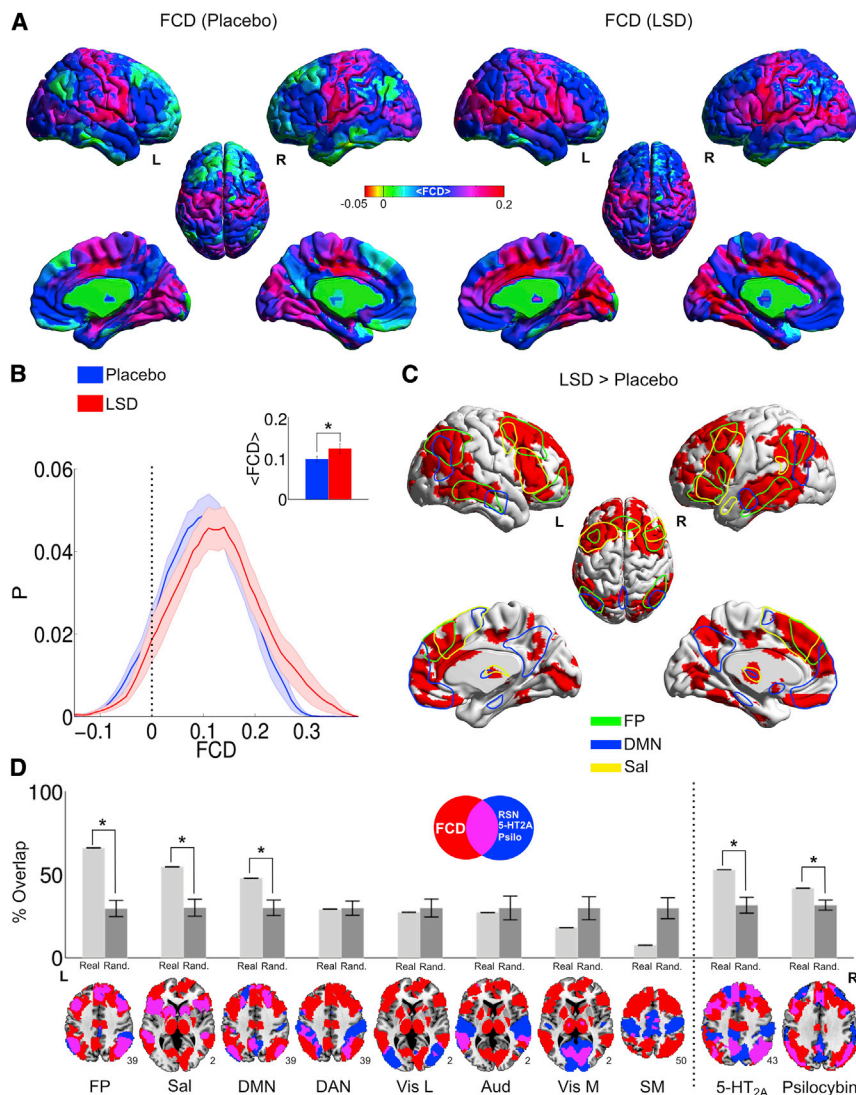 A
FCD (Placebo)
FCD (LSD)
L
R
L
R
<FCD>
-0.05
0
0.2
B
Placebo
LSD
0.06
0.04
0.02
0
P
−0.1
0
0.1
0.2
0.3
FCD
0.2
0.1
0
<FCD>
*
C
LSD > Placebo
L
R
FP
DMN
Sal
D
100
50
0
% Overlap
FCD
RSN
5-HT2A
Psilo
* * * * *
Real Rand. Real Rand. Real Rand. Real Rand. Real Rand. Real Rand. Real Rand. Real Rand. Real Rand. Real Rand.
L
R
39 2 39 39 2 2 2 50 43
FP Sal DMN DAN Vis L Aud Vis M SM 5-HT2A Psilocybin